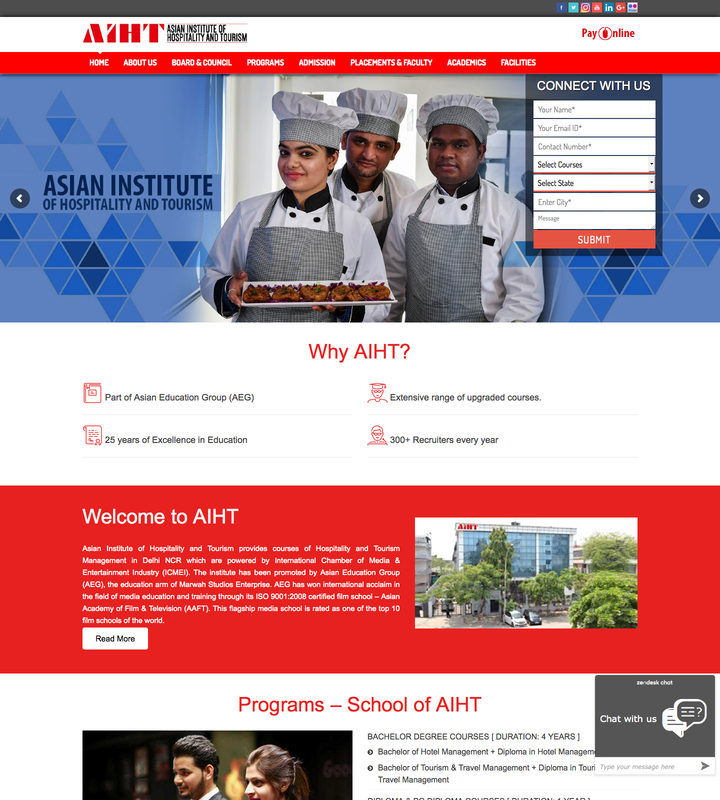 AIHT ASIAN INSTITUTE OF
HOSPITALITY AND TOURISM
Pay Online
HOME ABOUT US BOARD & COUNCIL PROGRAMS ADMISSION PLACEMENTS & FACULTY ACADEMICS FACILITIES
ASIAN INSTITUTE
OF HOSPITALITY AND TOURISM
CONNECT WITH US
Your Name*
Your Email ID*
Contact Number*
Select Courses
Select State
Enter City*
Message
SUBMIT
Why AIHT?
Part of Asian Education Group (AEG)
Extensive range of upgraded courses.
25 years of Excellence in Education
300+ Recruiters every year
Welcome to AIHT
Asian Institute of Hospitality and Tourism provides courses of Hospitality and Tourism
Management in Delhi NCR which are powered by International Chamber of Media &
Entertainment Industry (ICMEI). The institute has been promoted by Asian Education Group
(AEG), the education arm of Marwah Studios Enterprise. AEG has won international acclaim in
the field of media education and training through its ISO 9001:2008 certified film school – Asian
Academy of Film & Television (AAFT). This flagship media school is rated as one of the top 10
film schools of the world.
Read More
AIHT
Programs – School of AIHT
BACHELOR DEGREE COURSES [ DURATION: 4 YEARS ]
Bachelor of Hotel Management + Diploma in Hotel
Bachelor of Tourism & Travel Management + Diploma in
Travel Management
zendesk chat
Chat with us
Type your message here